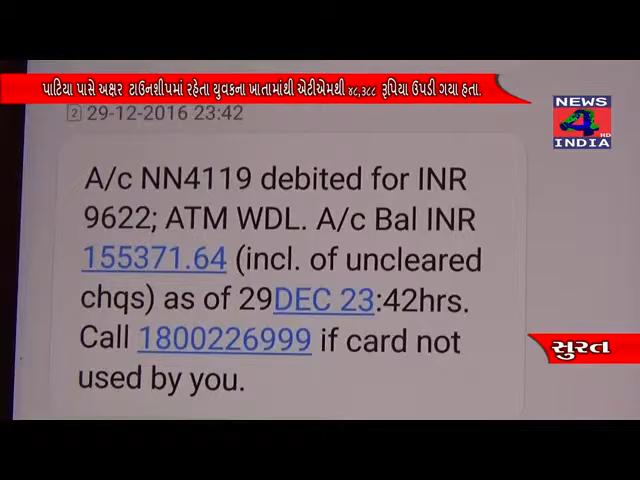 પાટિયા પાસે અક્ષર ટાઉનશીપમાં રહેતા યુવકના ખાતામાંથી એટીએમથી ૪૮,૩૮૮ રૂપિયા ઉપડી ગયા હતા.
2 29-12-2016 23:42
NEWS
4
HD
INDIA
A/c NN4119 debited for INR
9622; ATM WDL. A/c Bal INR
155371.64 (incl. of uncleared
chqs) as of 29DEC 23:42hrs.
Call 1800226999 if card not
used by you.
સુરત